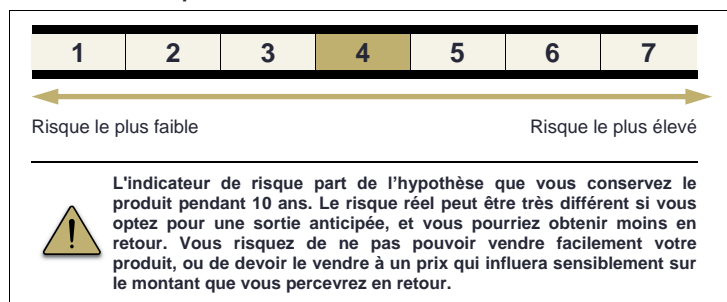 1 2 3 4 5 6 7
Risque le plus faible Risque le plus élevé
L'indicateur de risque part de l’hypothèse que vous conservez le
produit pendant 10 ans. Le risque réel peut être très différent si vous
optez pour une sortie anticipée, et vous pourriez obtenir moins en
retour. Vous risquez de ne pas pouvoir vendre facilement votre
produit, ou de devoir le vendre à un prix qui influera sensiblement sur
le montant que vous percevrez en retour.